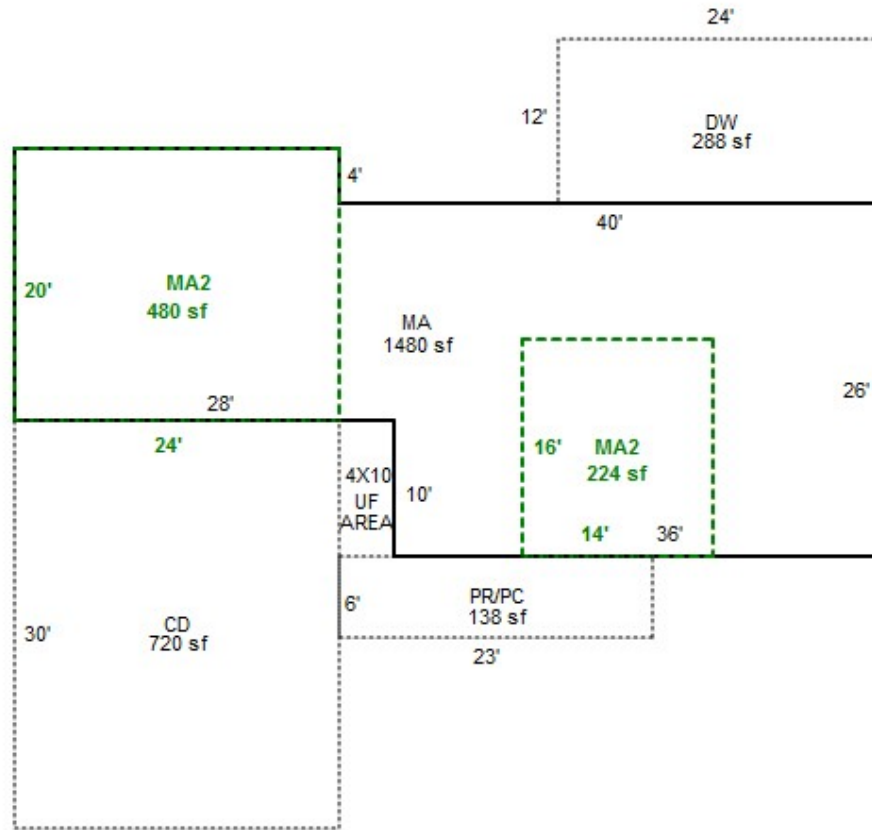 24'
12'
DW
288 sf
4'
40'
20'
MA2
480 sf
MA
1480 sf
26'
28'
24'
16'
MA2
224 sf
4X10
UF
AREA
10'
14'
36'
30'
CD
720 sf
6'
PR/PC
138 sf
23'